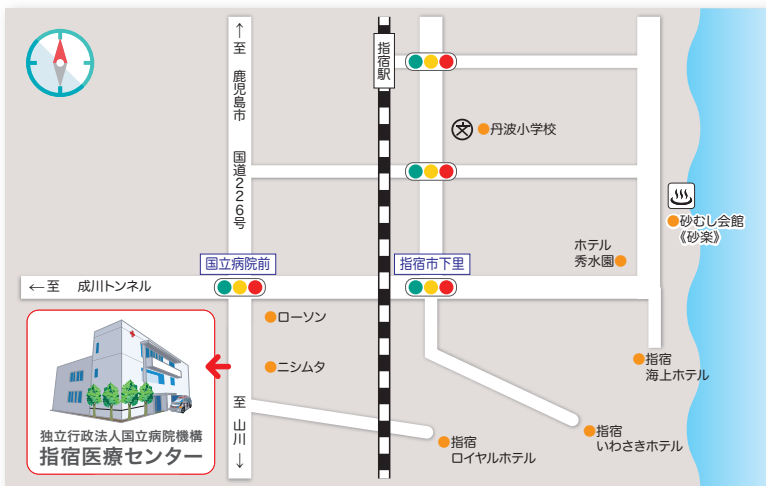 ↑至 鹿児島市 国道226号
指宿駅
文
丹波小学校
砂むし会館
《砂楽》
ホテル
秀水園
国立病院前
指宿市下里
←至 成川トンネル
ローソン
ニシムタ
指宿
海上ホテル
至 山川↓
指宿
いわさきホテル
指宿
ロイヤルホテル
独立行政法人国立病院機構
指宿医療センター